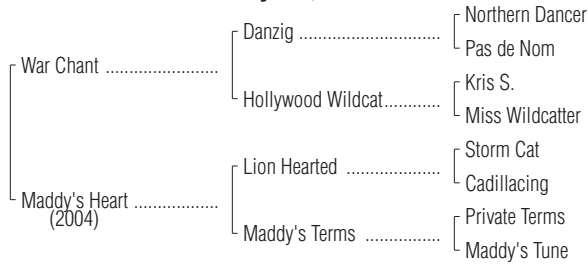 Northern Dancer
Danzig ............................
Pas de Nom
War Chant ......................
Kris S.
Hollywood Wildcat...........
Miss Wildcatter
Storm Cat
Lion Hearted ..................
Cadillacing
Maddy's Heart ................
(2004)
Private Terms
Maddy's Terms ...............
Maddy's Tune